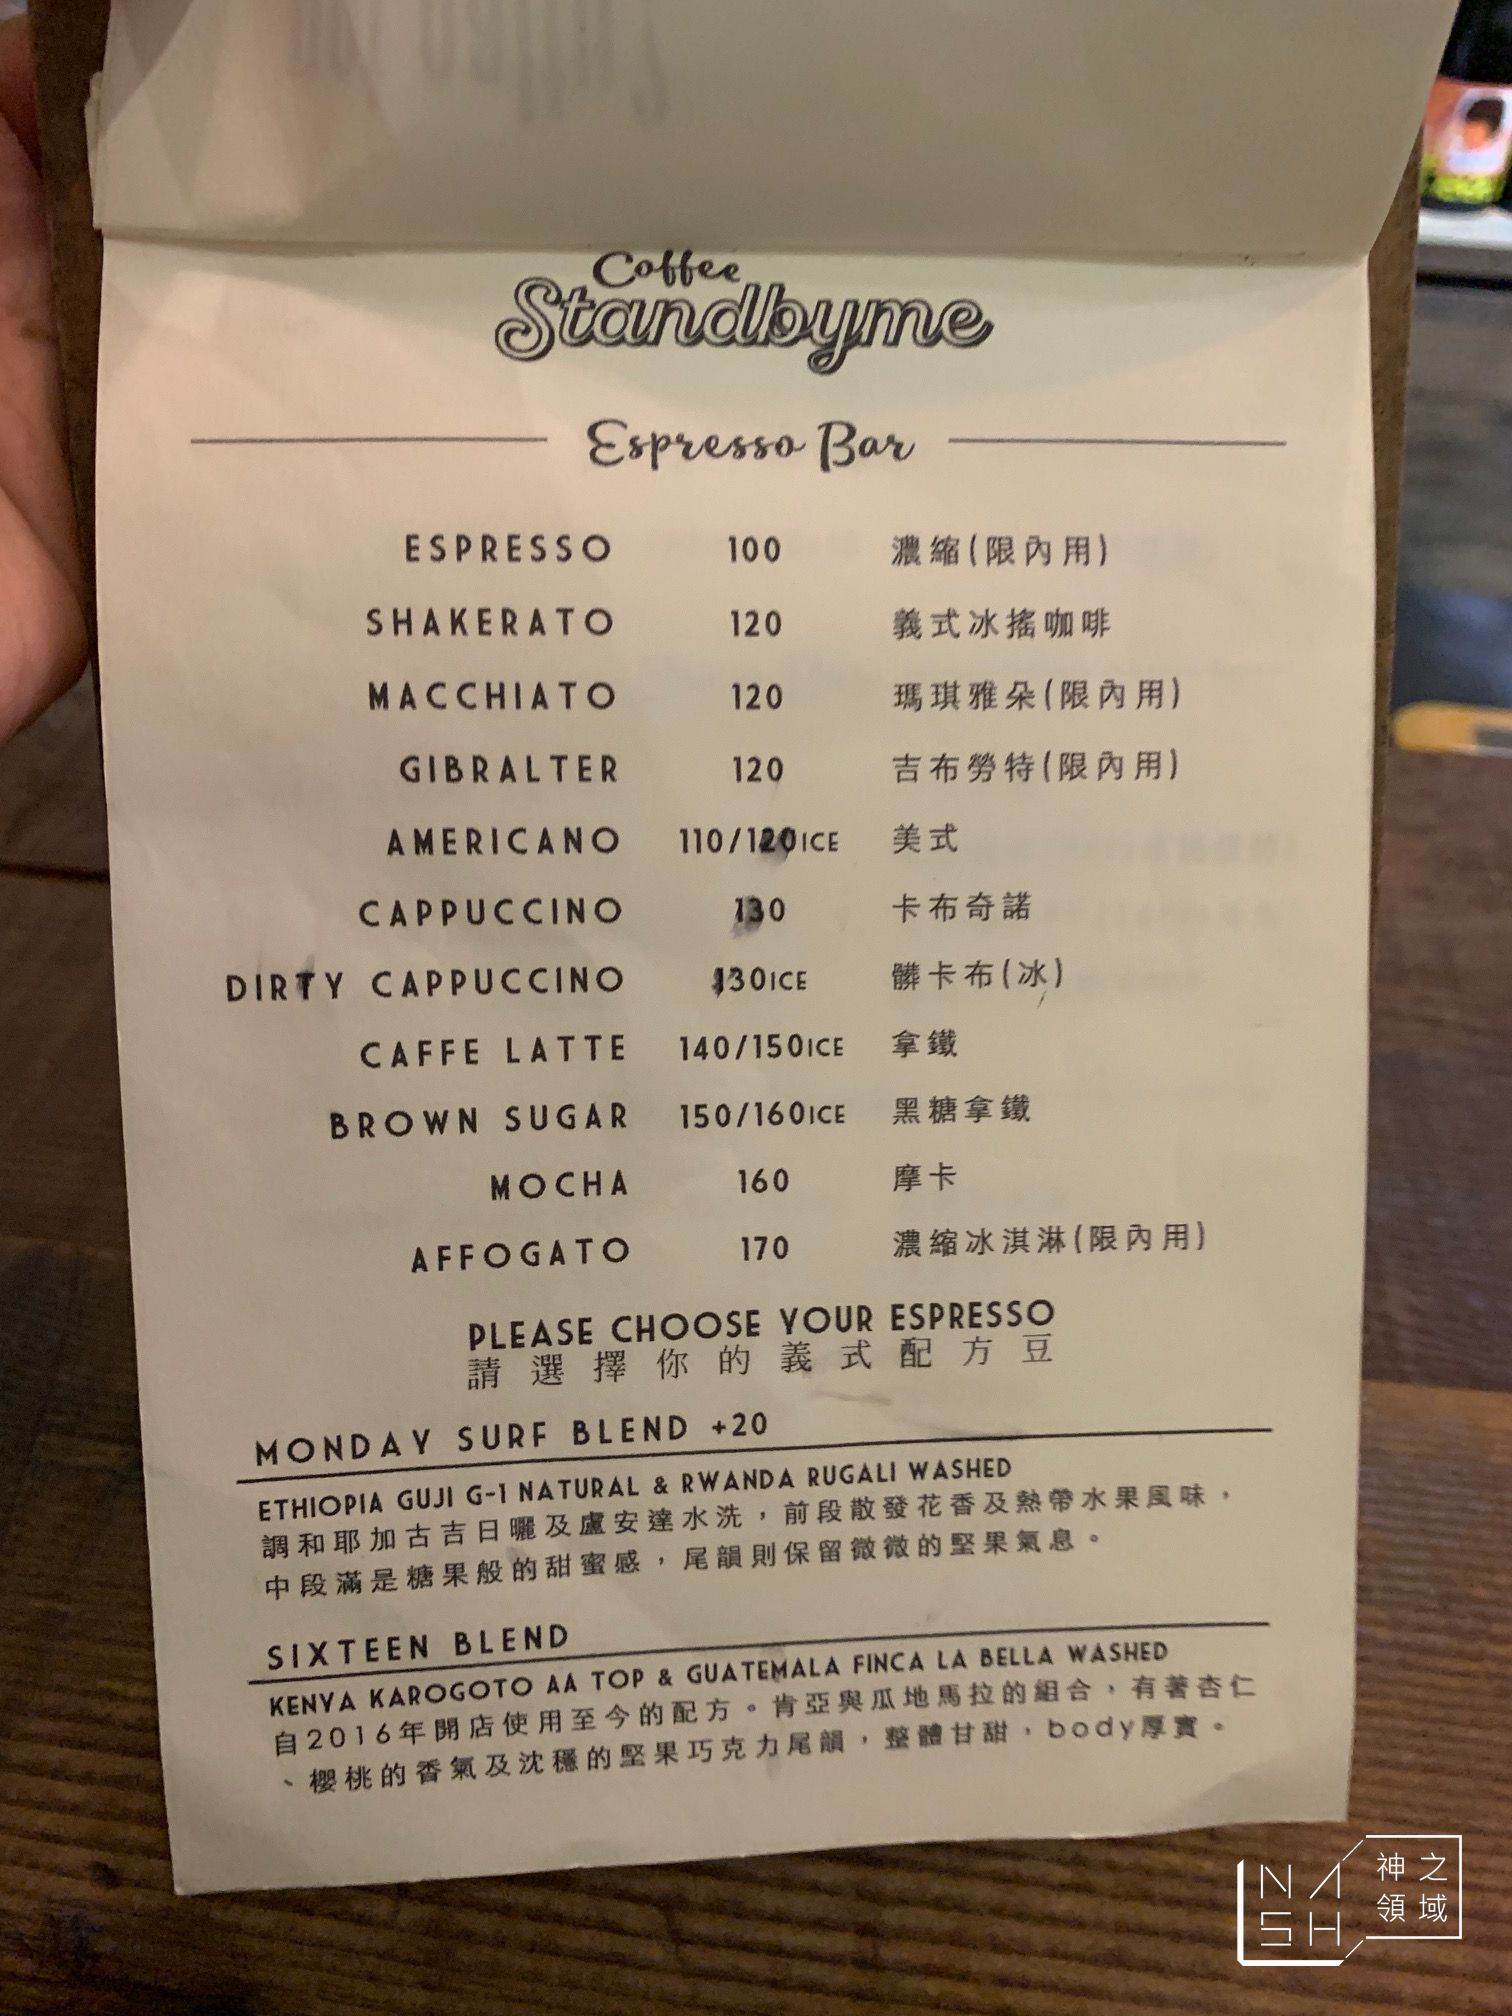 Coffee
Standbyme
Espresso Bar
ESPRESSO 100 濃縮(限內用)
SHAKERATO 120 義式冰搖咖啡
MACCHIATO 120 瑪琪雅朵(限內用)
GIBRALTER 120 吉布勞特(限內用)
AMERICANO 110/120ICE 美式
CAPPUCCINO 130 卡布奇諾
DIRTY CAPPUCCINO 130ICE 髒卡布(冰)
CAFFE LATTE 140/150ICE 拿鐵
BROWN SUGAR 150/160ICE 黑糖拿鐵
MOCHA 160 摩卡
AFFOGATO 170 濃縮冰淇淋(限內用)
PLEASE CHOOSE YOUR ESPRESSO
請選擇你的義式配方豆
MONDAY SURF BLEND +20
ETHIOPIA GUJI G-1 NATURAL & RWANDA RUGALI WASHED
調和耶加古吉日曬及盧安達水洗，前段散發花香及熱帶水果風味，
中段滿是糖果般的甜蜜感，尾韻則保留微微的堅果氣息。
SIXTEEN BLEND
KENYA KAROGOTO AA TOP & GUATEMALA FINCA LA BELLA WASHED
自2016年開店使用至今的配方。肯亞與瓜地馬拉的組合，有著杏仁
、櫻桃的香氣及沈穩的堅果巧克力尾韻，整體甘甜，body厚實。
NASH
神之領域